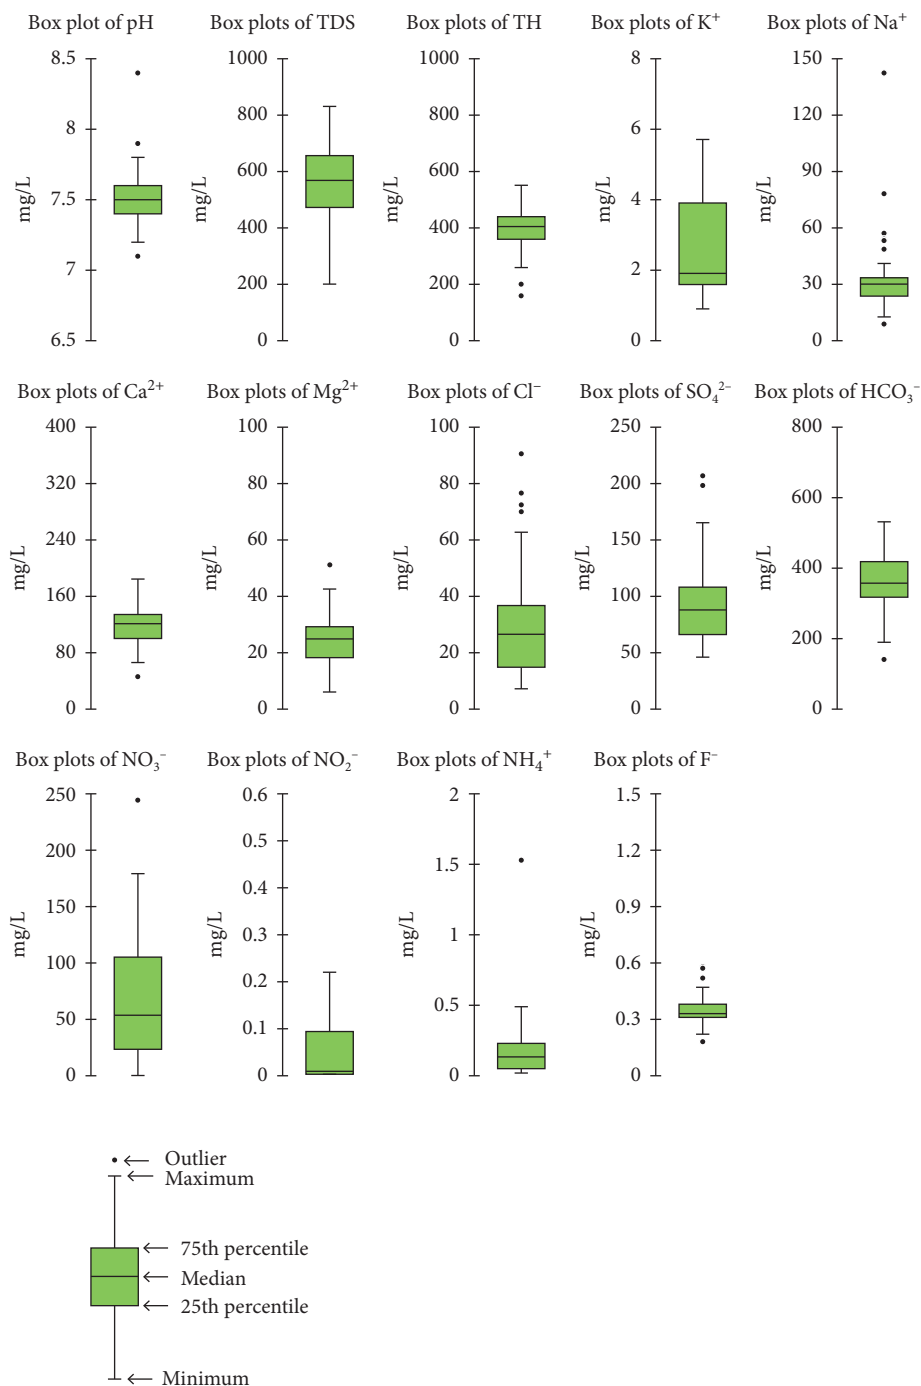 Box plot of pH
8.5
8
7.5
7
6.5
mg/L
Box plots of TDS
1000
800
600
400
200
0
mg/L
Box plots of TH
1000
800
600
400
200
0
mg/L
Box plots of K⁺
8
6
4
2
0
mg/L
Box plots of Na⁺
150
120
90
60
30
0
mg/L
Box plots of Ca²⁺
400
320
240
160
80
0
mg/L
Box plots of Mg²⁺
100
80
60
40
20
0
mg/L
Box plots of Cl⁻
100
80
60
40
20
0
mg/L
Box plots of SO₄²⁻
250
200
150
100
50
0
mg/L
Box plots of HCO₃⁻
800
600
400
200
0
mg/L
Box plots of NO₃⁻
250
200
150
100
50
0
mg/L
Box plots of NO₂⁻
0.6
0.5
0.4
0.3
0.2
0.1
0
mg/L
Box plots of NH₄⁺
2
1.5
1
0.5
0
mg/L
Box plots of F⁻
1.5
1.2
0.9
0.6
0.3
0
mg/L
Outlier
Maximum
75th percentile
Median
25th percentile
Minimum